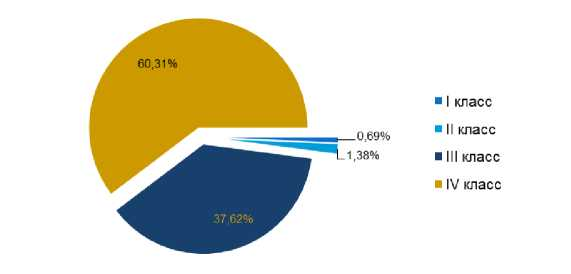 60,31%
0,69%
1,38%
37,62%
I класс
II класс
III класс
IV класс